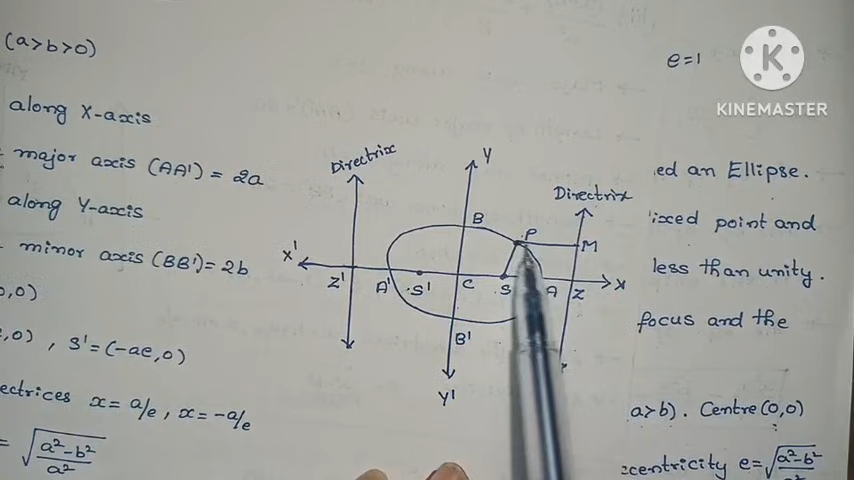 (a>b>0)
along X-axis
major axis (AA') = 2a
along Y-axis
minor axis (BB') = 2b
,0)
,0) , S'=(-ae,0)
ectrices x = a/e , x = -a/e
= √(a²-b²/a²)
Directrix
Y
B
P
M
Directrix
X'
Z'
A'
S'
C
S
A
Z
X
B'
Y'
e=1
KINEMASTER
ed an Ellipse.
ixed point and
less than unity.
focus and the
a>b). Centre (0,0)
centricity e=√(a²-b²